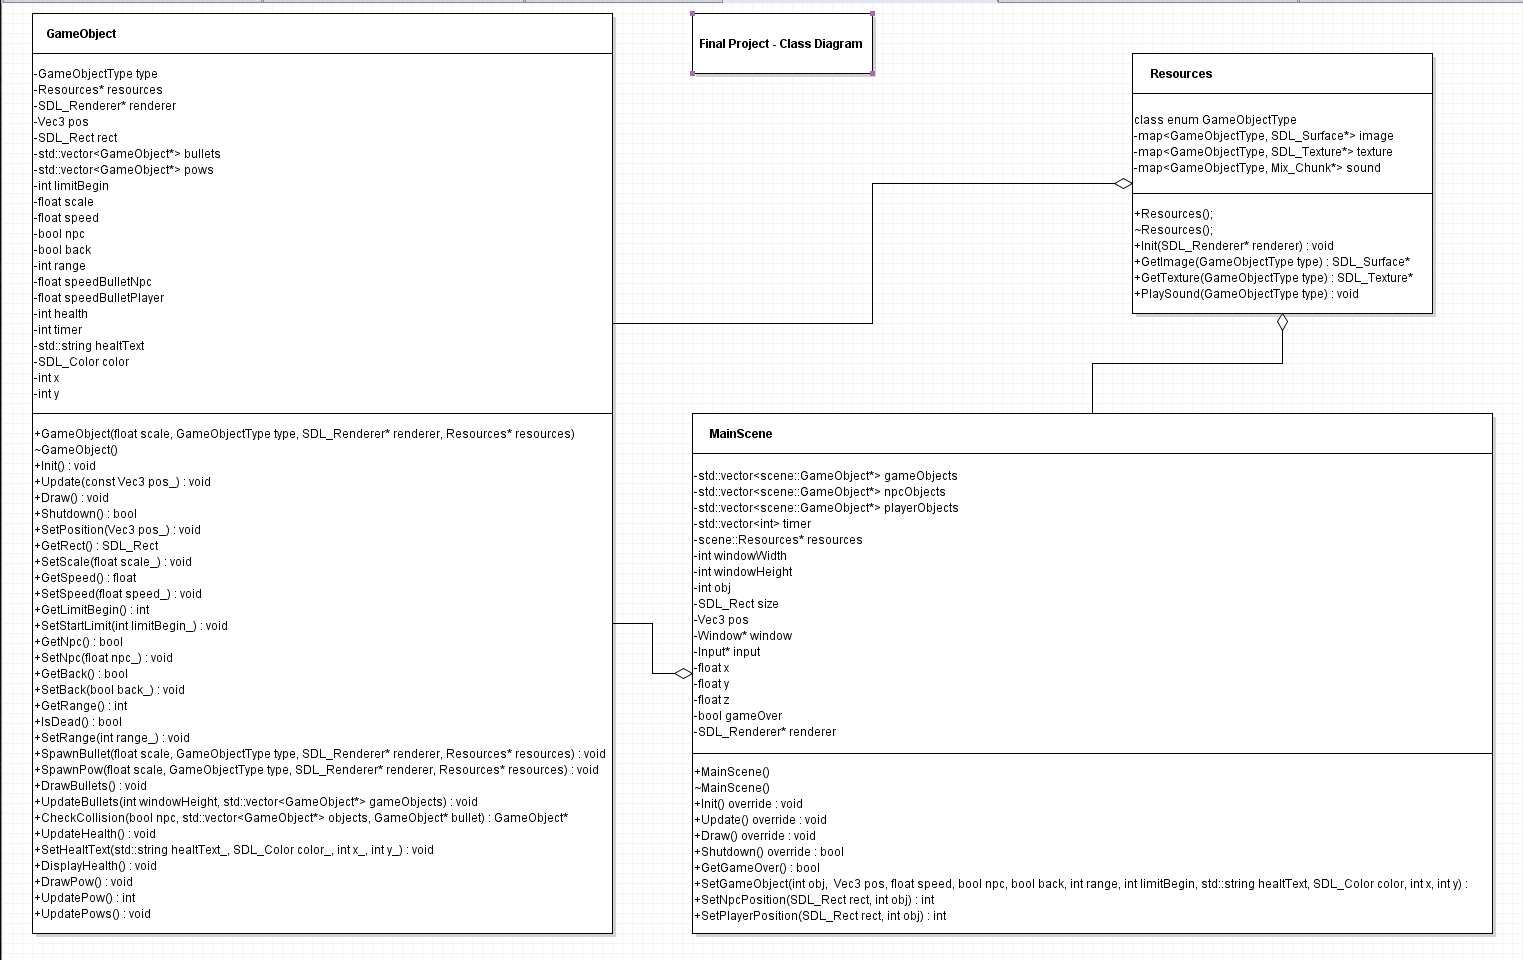 GameObject
-GameObjectType type
-Resources* resources
-SDL_Renderer* renderer
-Vec3 pos
-SDL_Rect rect
-std::vector<GameObject*> bullets
-std::vector<GameObject*> pows
-int limitBegin
-float scale
-float speed
-bool npc
-bool back
-int range
-float speedBulletNpc
-float speedBulletPlayer
-int health
-int timer
-std::string healtText
-SDL_Color color
-int x
-int y
+GameObject(float scale, GameObjectType type, SDL_Renderer* renderer, Resources* resources)
~GameObject()
+Init() : void
+Update(const Vec3 pos_) : void
+Draw() : void
+Shutdown() : bool
+SetPosition(Vec3 pos_) : void
+GetRect() : SDL_Rect
+SetScale(float scale_) : void
+GetSpeed() : float
+SetSpeed(float speed_) : void
+GetLimitBegin() : int
+SetStartLimit(int limitBegin_) : void
+GetNpc() : bool
+SetNpc(float npc_) : void
+GetBack() : bool
+SetBack(bool back_) : void
+GetRange() : int
+IsDead() : bool
+SetRange(int range_) : void
+SpawnBullet(float scale, GameObjectType type, SDL_Renderer* renderer, Resources* resources) : void
+SpawnPow(float scale, GameObjectType type, SDL_Renderer* renderer, Resources* resources) : void
+DrawBullets() : void
+UpdateBullets(int windowHeight, std::vector<GameObject*> gameObjects) : void
+CheckCollision(bool npc, std::vector<GameObject*> objects, GameObject* bullet) : GameObject*
+UpdateHealth() : void
+SetHealtText(std::string healtText_, SDL_Color color_, int x_, int y_) : void
+DisplayHealth() : void
+DrawPow() : void
+UpdatePow() : int
+UpdatePows() : void
Final Project - Class Diagram
Resources
class enum GameObjectType
-map<GameObjectType, SDL_Surface*> image
-map<GameObjectType, SDL_Texture*> texture
-map<GameObjectType, Mix_Chunk*> sound
+Resources();
~Resources();
+Init(SDL_Renderer* renderer) : void
+GetImage(GameObjectType type) : SDL_Surface*
+GetTexture(GameObjectType type) : SDL_Texture*
+PlaySound(GameObjectType type) : void
MainScene
-std::vector<scene::GameObject*> gameObjects
-std::vector<scene::GameObject*> npcObjects
-std::vector<scene::GameObject*> playerObjects
-std::vector<int> timer
-scene::Resources* resources
-int windowWidth
-int windowHeight
-int obj
-SDL_Rect size
-Vec3 pos
-Window* window
-Input* input
-float x
-float y
-float z
-bool gameOver
-SDL_Renderer* renderer
+MainScene()
~MainScene()
+Init() override : void
+Update() override : void
+Draw() override : void
+Shutdown() override : bool
+GetGameOver() : bool
+SetGameObject(int obj,  Vec3 pos, float speed, bool npc, bool back, int range, int limitBegin, std::string healtText, SDL_Color color, int x, int y) :
+SetNpcPosition(SDL_Rect rect, int obj) : int
+SetPlayerPosition(SDL_Rect rect, int obj) : int